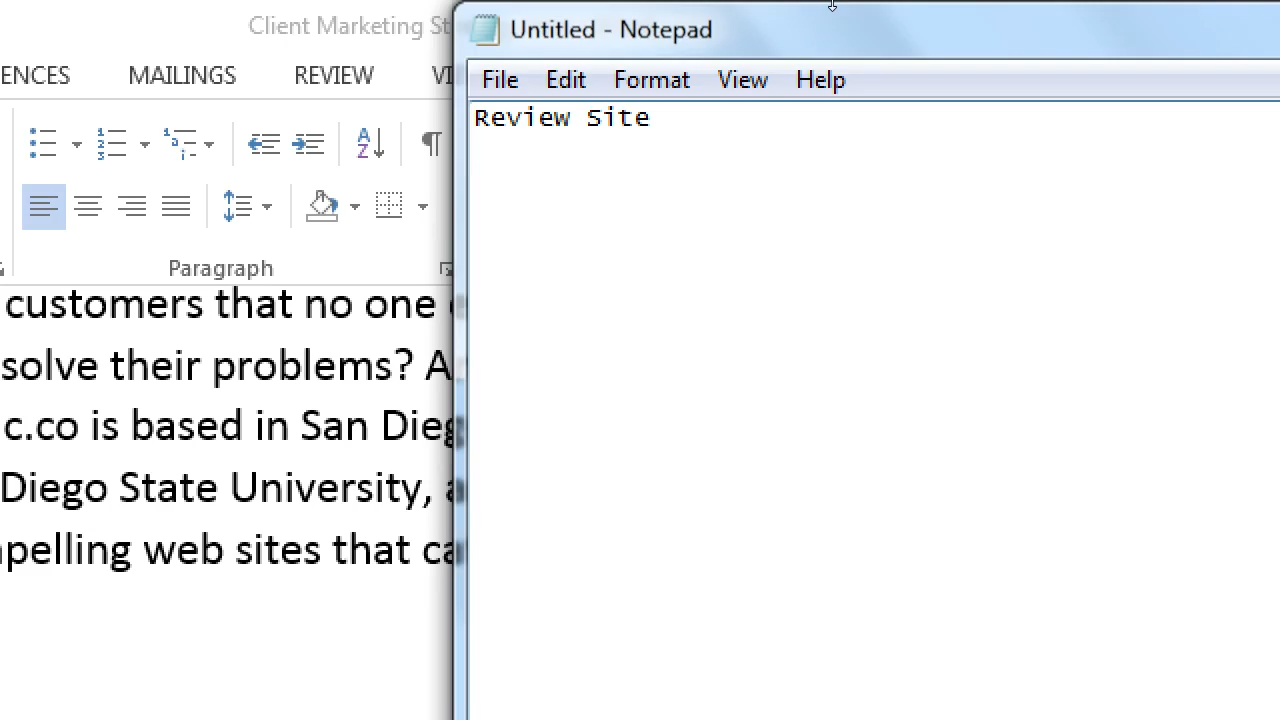 Client Marketing St
Untitled - Notepad
ENCES MAILINGS REVIEW VI
File Edit Format View Help
Review Site
Paragraph
customers that no one
solve their problems? A
c.co is based in San Dieg
Diego State University, a
pelling web sites that ca